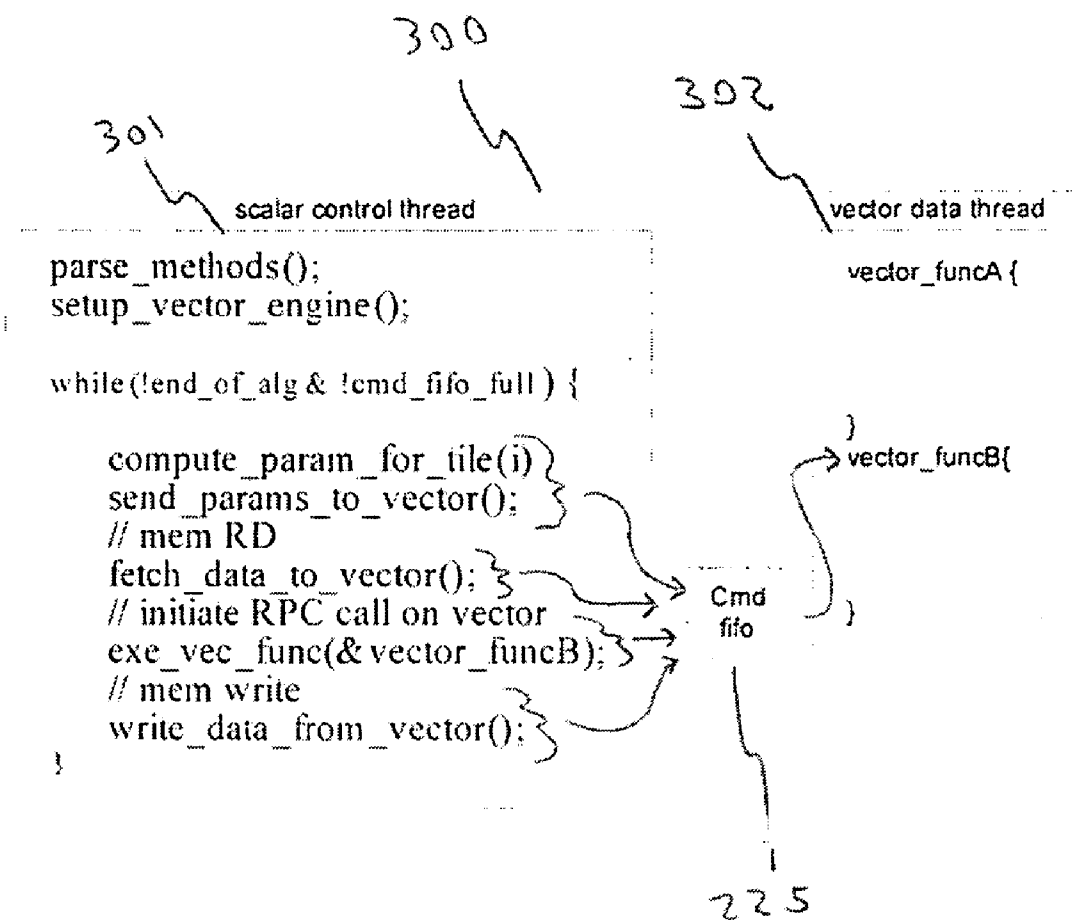 300
302
301
scalar control thread
vector data thread
parse_methods();
setup_vector_engine();
vector_funcA {
while(!end_of_alg & !cmd_fifo_full ) {
}
compute_param_for_tile(i)
vector_funcB{
send_params_to_vector();
// mem RD
fetch_data_to_vector();
Cmd
fifo
}
// initiate RPC call on vector
exe_vec_func(& vector_funcB);
// mem write
write_data_from_vector();
}
225